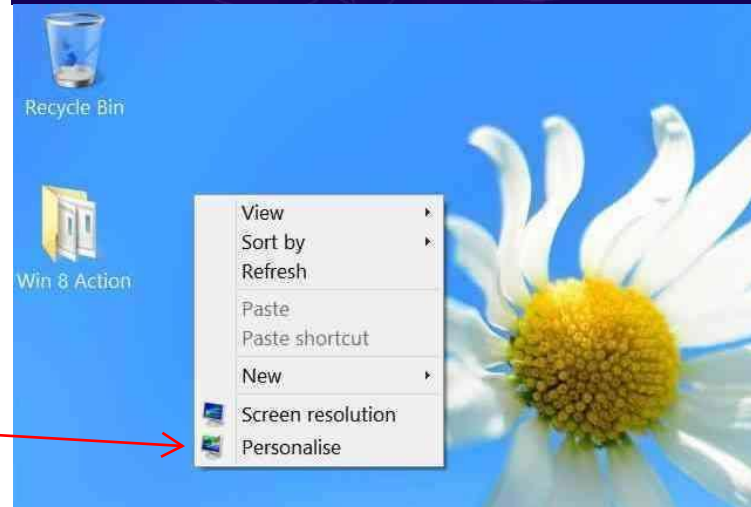 Recycle Bin
Win 8 Action
View
Sort by
Refresh
Paste
Paste shortcut
New
Screen resolution
Personalise